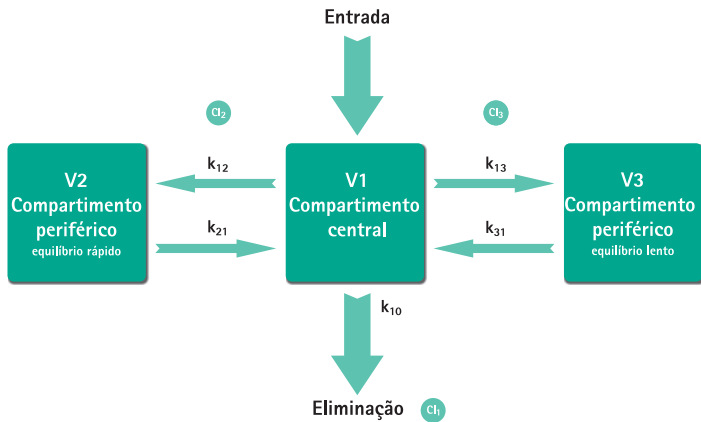 Entrada
Cl₂
Cl₃
V2
Compartimento
periférico
equilíbrio rápido
k₁₂
k₂₁
V1
Compartimento
central
k₁₃
k₃₁
V3
Compartimento
periférico
equilíbrio lento
k₁₀
Eliminação Cl₁